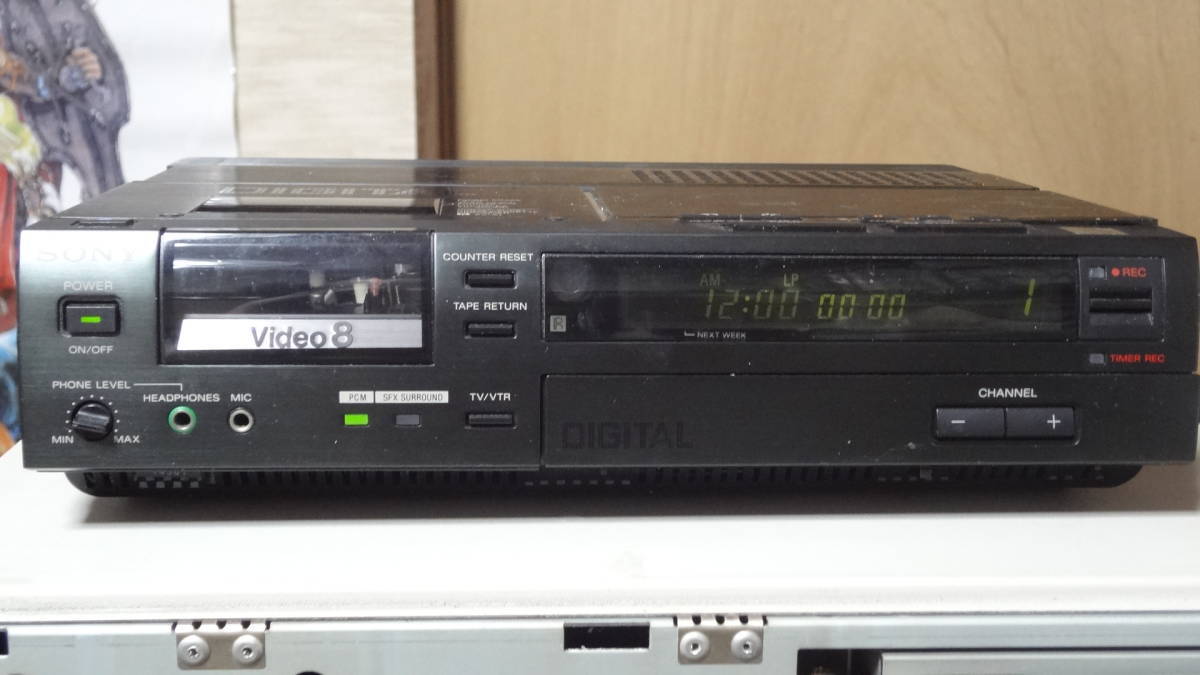 SONY
POWER
ON/OFF
Video 8
PHONE LEVEL
MIN
MAX
HEADPHONES
MIC
PCM
SFX SURROUND
COUNTER RESET
TAPE RETURN
TV/VTR
AM
12:00
LP
00 00
1
NEXT WEEK
REC
TIMER REC
DIGITAL
CHANNEL
- +